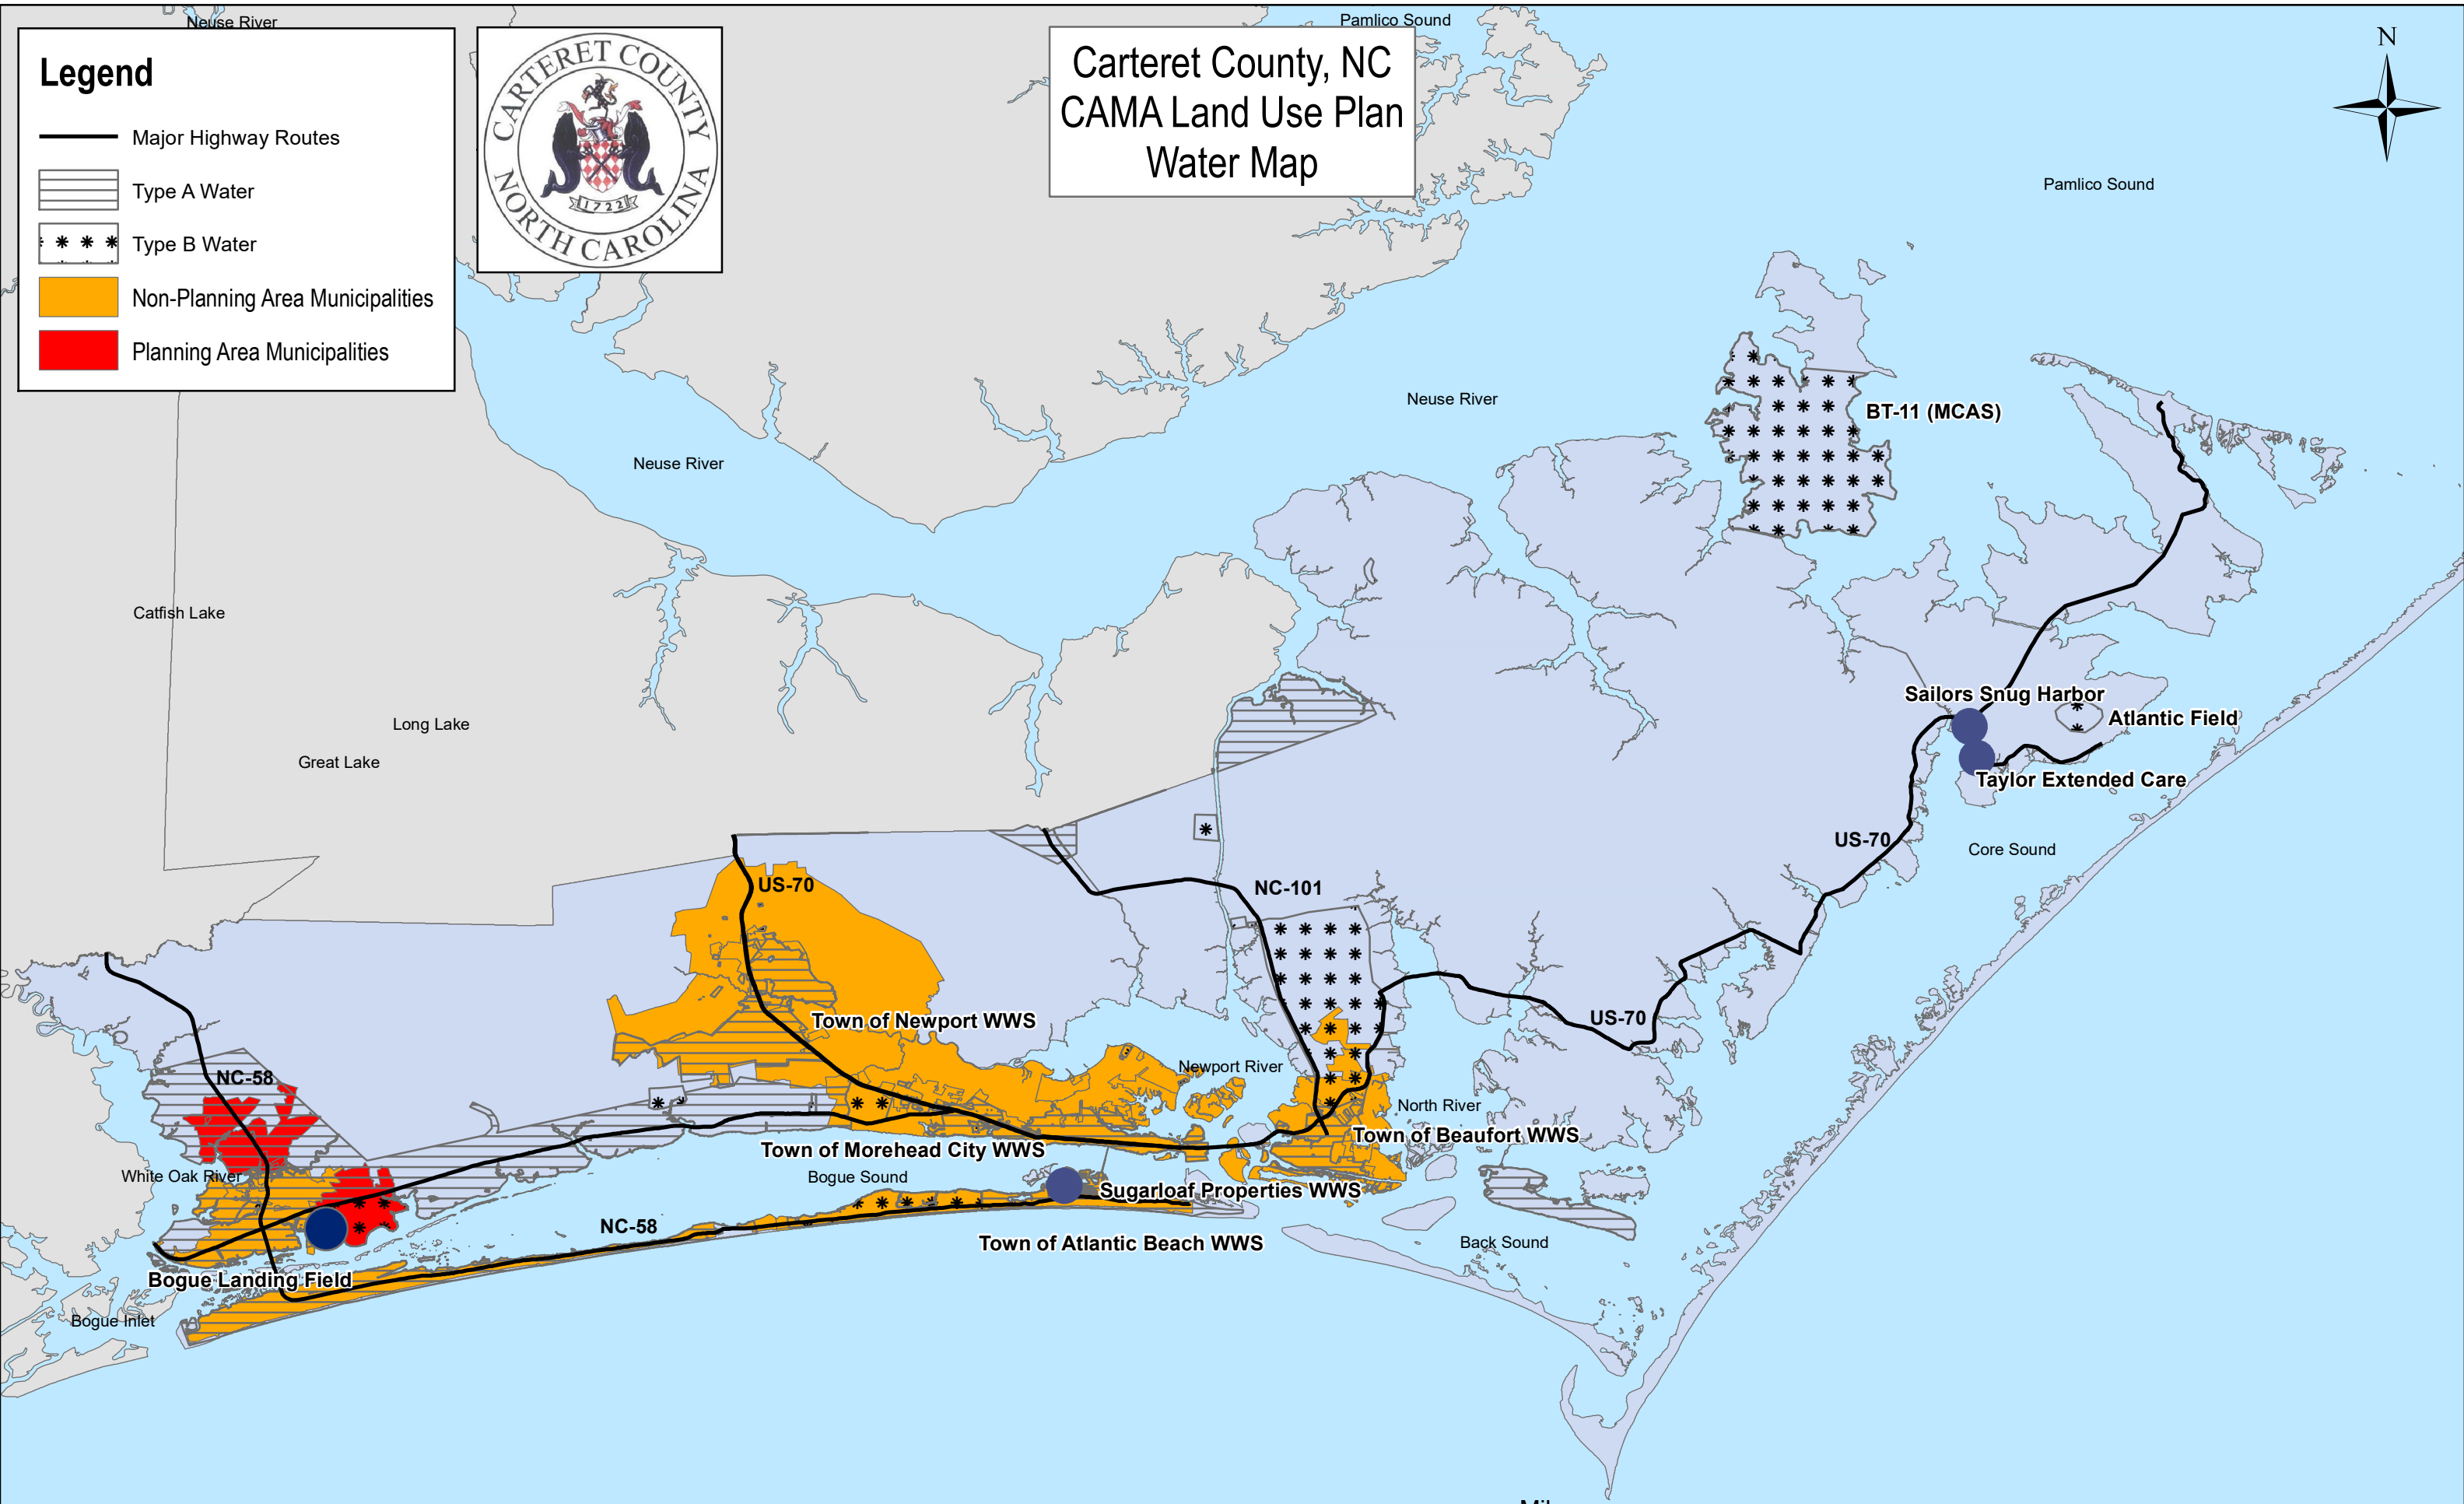 Neuse River
Pamlico Sound
Legend
Major Highway Routes
Type A Water
Type B Water
Non-Planning Area Municipalities
Planning Area Municipalities
CARTERET COUNTY
1722
NORTH CAROLINA
Carteret County, NC
CAMA Land Use Plan
Water Map
N
Pamlico Sound
Neuse River
BT-11 (MCAS)
Neuse River
Catfish Lake
Long Lake
Great Lake
Sailors Snug Harbor
Atlantic Field
Taylor Extended Care
US-70
Core Sound
US-70
NC-101
Town of Newport WWS
US-70
Newport River
NC-58
North River
Town of Beaufort WWS
Town of Morehead City WWS
White Oak River
Bogue Sound
Sugarloaf Properties WWS
NC-58
Town of Atlantic Beach WWS
Back Sound
Bogue Landing Field
Bogue Inlet